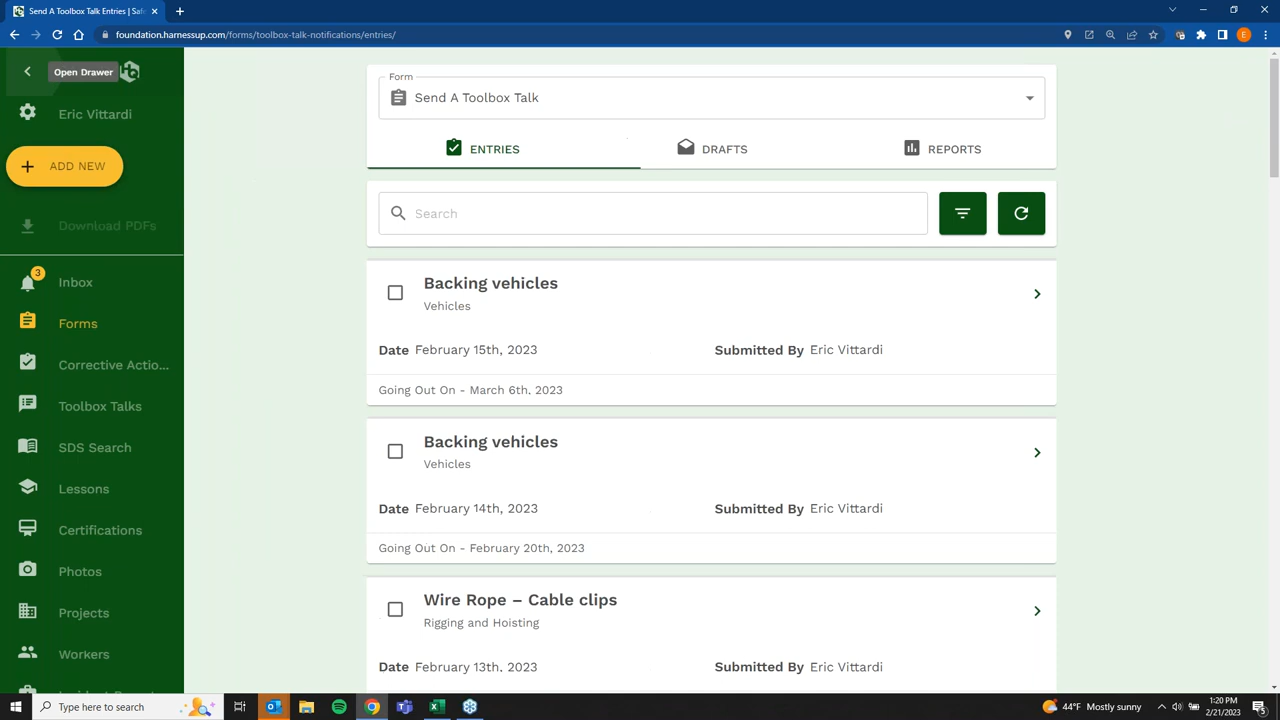 Send A Toolbox Talk Entries | Safe
foundation.harnessup.com/forms/toolbox-talk-notifications/entries/
E
Open Drawer
Eric Vittardi
ADD NEW
Download PDFs
3
Inbox
Forms
Corrective Actio...
Toolbox Talks
SDS Search
Lessons
Certifications
Photos
Projects
Workers
Form
Send A Toolbox Talk
ENTRIES
DRAFTS
REPORTS
Search
Backing vehicles
Vehicles
Date February 15th, 2023
Submitted By Eric Vittardi
Going Out On - March 6th, 2023
Backing vehicles
Vehicles
Date February 14th, 2023
Submitted By Eric Vittardi
Going Out On - February 20th, 2023
Wire Rope – Cable clips
Rigging and Hoisting
Date February 13th, 2023
Submitted By Eric Vittardi
Type here to search
44°F Mostly sunny
1:20 PM
2/21/2023